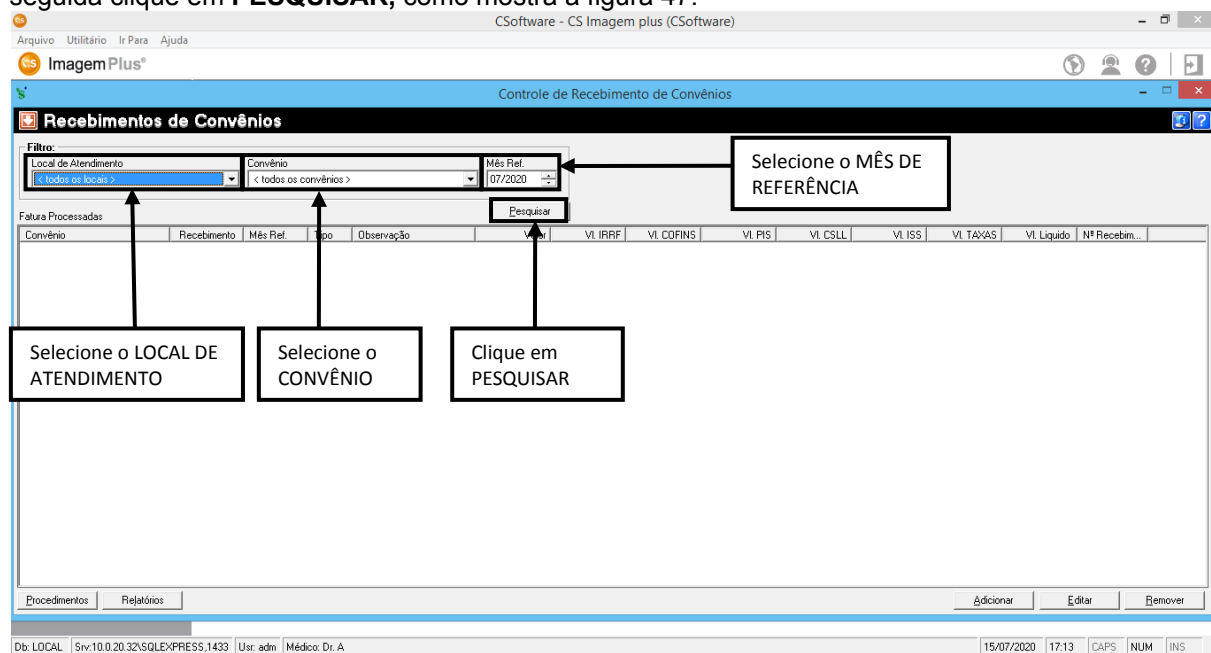 seguida clique em PESQUISAR, como mostra a figura 47.
CSoftware - CS Imagem plus (CSoftware)
Arquivo Utilitário Ir Para Ajuda
cs ImagemPlus®
Controle de Recebimento de Convênios
Recebimentos de Convênios
Filtro:
Local de Atendimento Convênio Mês Ref.
< todos os locais > < todos os convênios > 07/2020
Selecione o MÊS DE
REFERÊNCIA
Pesquisar
Fatura Processadas
Convênio Recebimento Mês Ref. Tipo Observação Valor Vl. IRRF Vl. COFINS Vl. PIS Vl. CSLL Vl. ISS Vl. TAXAS Vl. Liquido Nº Recebim...
Selecione o LOCAL DE
ATENDIMENTO
Selecione o
CONVÊNIO
Clique em
PESQUISAR
Procedimentos Relatórios Adicionar Editar Remover
Db: LOCAL Srv:10.0.20.32\SQLEXPRESS,1433 Usr: adm Médico: Dr. A 15/07/2020 17:13 CAPS NUM INS